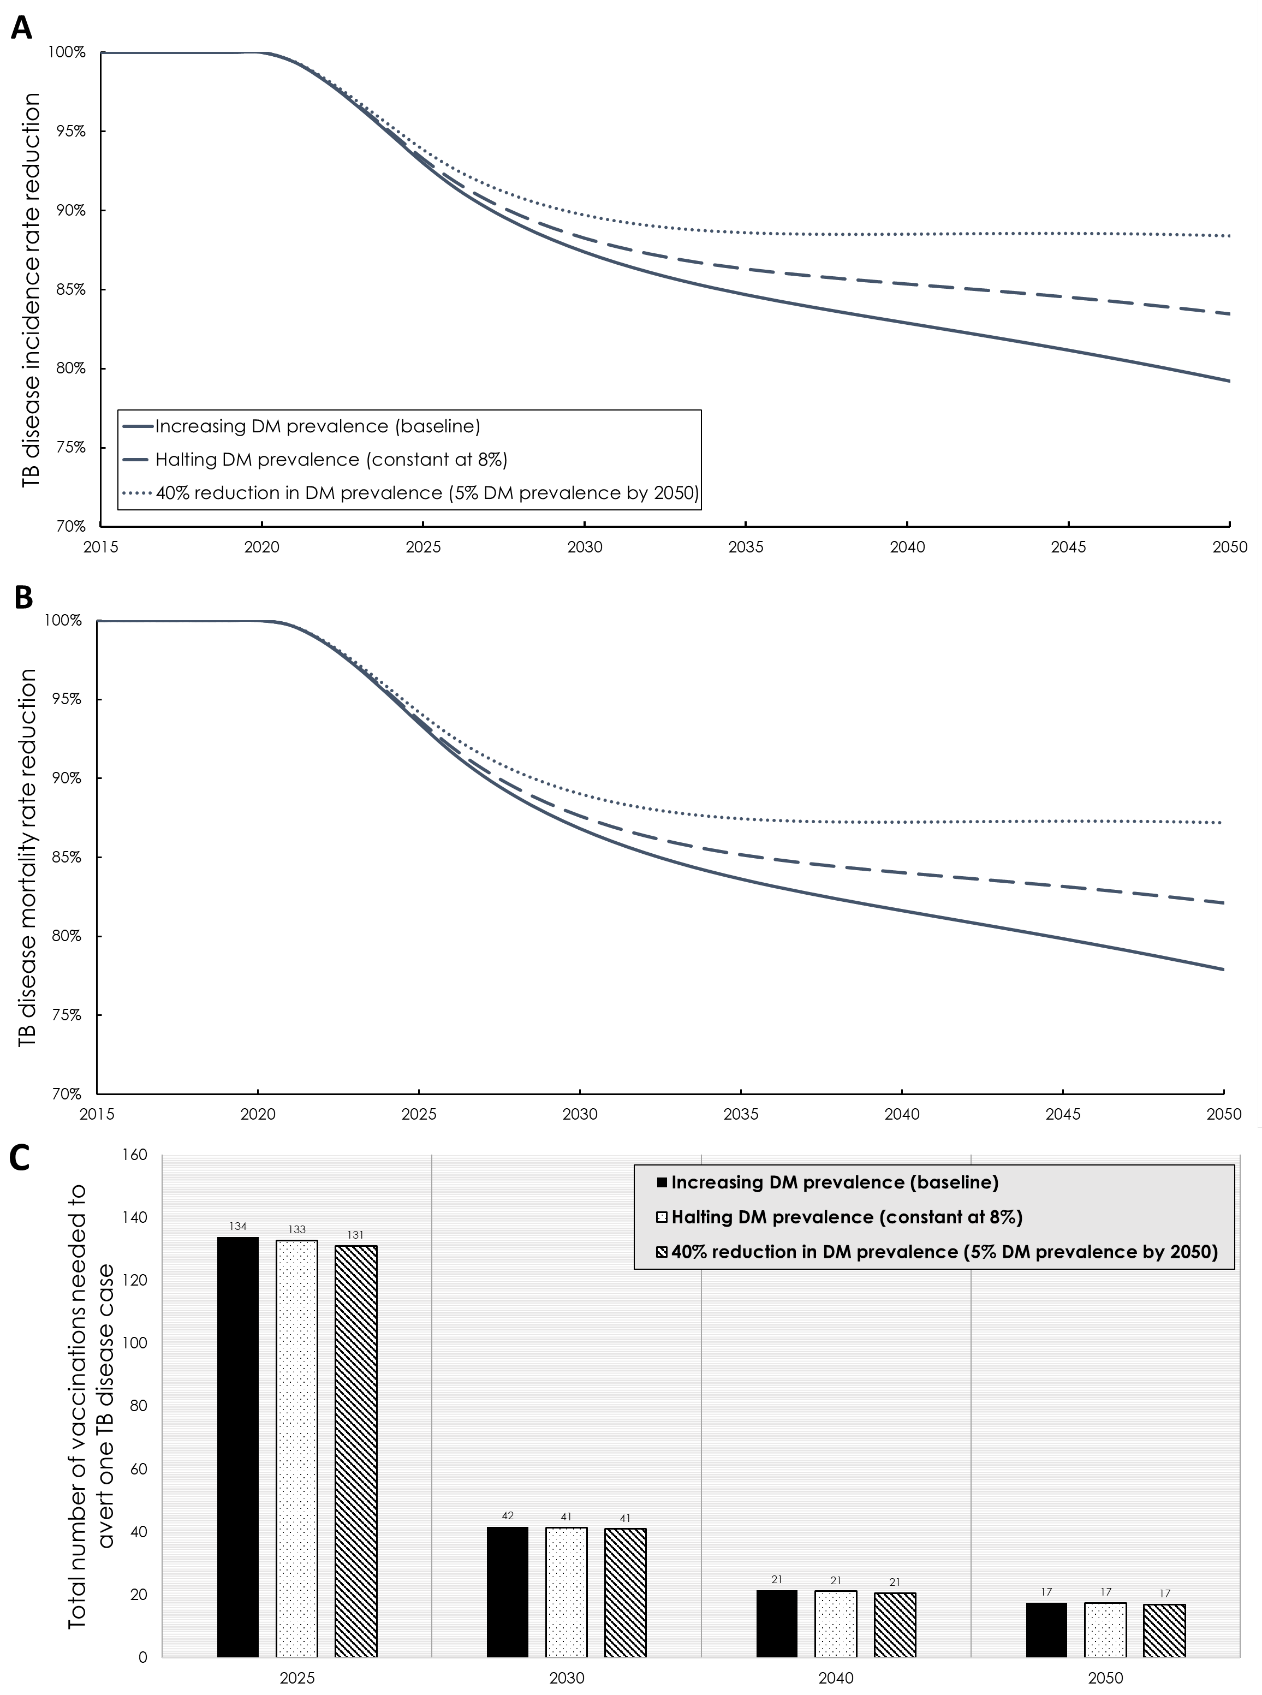 A
TB disease incidence rate reduction
100%
95%
90%
85%
80%
75%
70%
Increasing DM prevalence (baseline)
Halting DM prevalence (constant at 8%)
40% reduction in DM prevalence (5% DM prevalence by 2050)
2015 2020 2025 2030 2035 2040 2045 2050
B
TB disease mortality rate reduction
100%
95%
90%
85%
80%
75%
70%
2015 2020 2025 2030 2035 2040 2045 2050
C
Total number of vaccinations needed to
avert one TB disease case
160
140
120
100
80
60
40
20
0
Increasing DM prevalence (baseline)
Halting DM prevalence (constant at 8%)
40% reduction in DM prevalence (5% DM prevalence by 2050)
134 133 131
42 41 41
21 21 21
17 17 17
2025 2030 2040 2050